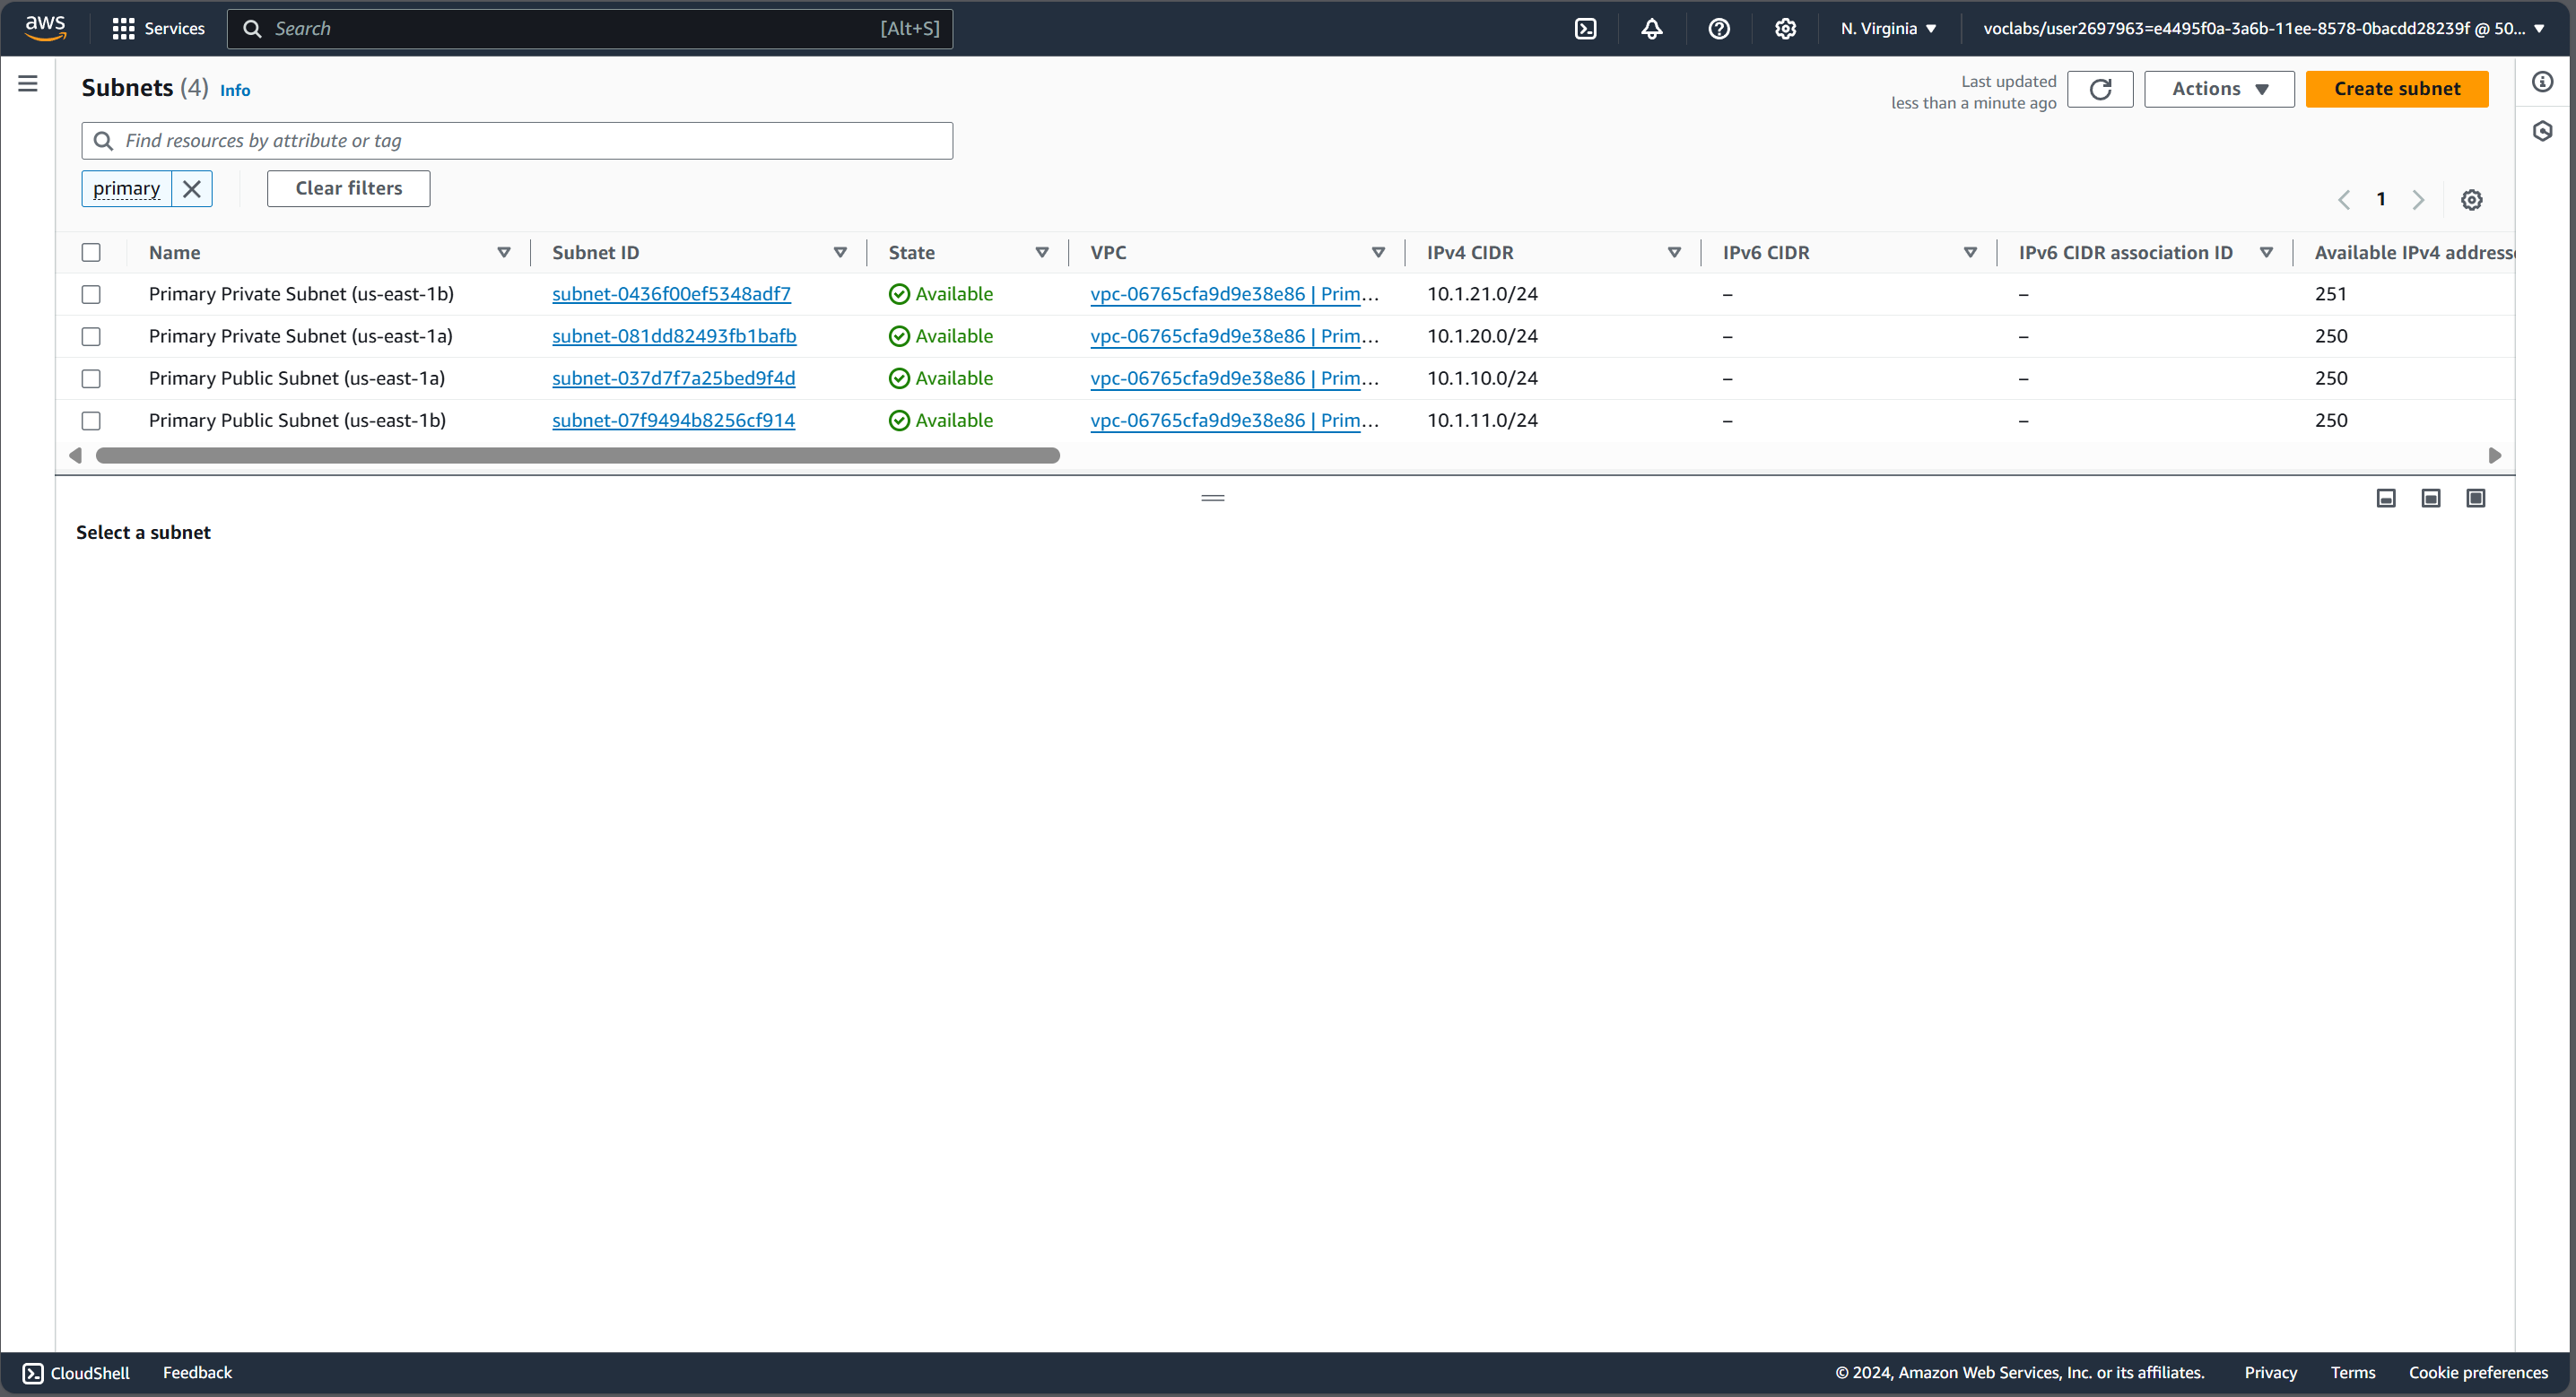 aws Services Search [Alt+S] N. Virginia voclabs/user2697963=e4495f0a-3a6b-11ee-8578-0bacdd28239f @ 50...
Subnets (4) Info
Last updated
less than a minute ago
Actions
Create subnet
Find resources by attribute or tag
primary
Clear filters
1
Name Subnet ID State VPC IPv4 CIDR IPv6 CIDR IPv6 CIDR association ID Available IPv4 address
Primary Private Subnet (us-east-1b) subnet-0436f00ef5348adf7 Available vpc-06765cfa9d9e38e86 | Prim... 10.1.21.0/24 – – 251
Primary Private Subnet (us-east-1a) subnet-081dd82493fb1bafb Available vpc-06765cfa9d9e38e86 | Prim... 10.1.20.0/24 – – 250
Primary Public Subnet (us-east-1a) subnet-037d7f7a25bed9f4d Available vpc-06765cfa9d9e38e86 | Prim... 10.1.10.0/24 – – 250
Primary Public Subnet (us-east-1b) subnet-07f9494b8256cf914 Available vpc-06765cfa9d9e38e86 | Prim... 10.1.11.0/24 – – 250
Select a subnet
CloudShell Feedback © 2024, Amazon Web Services, Inc. or its affiliates. Privacy Terms Cookie preferences